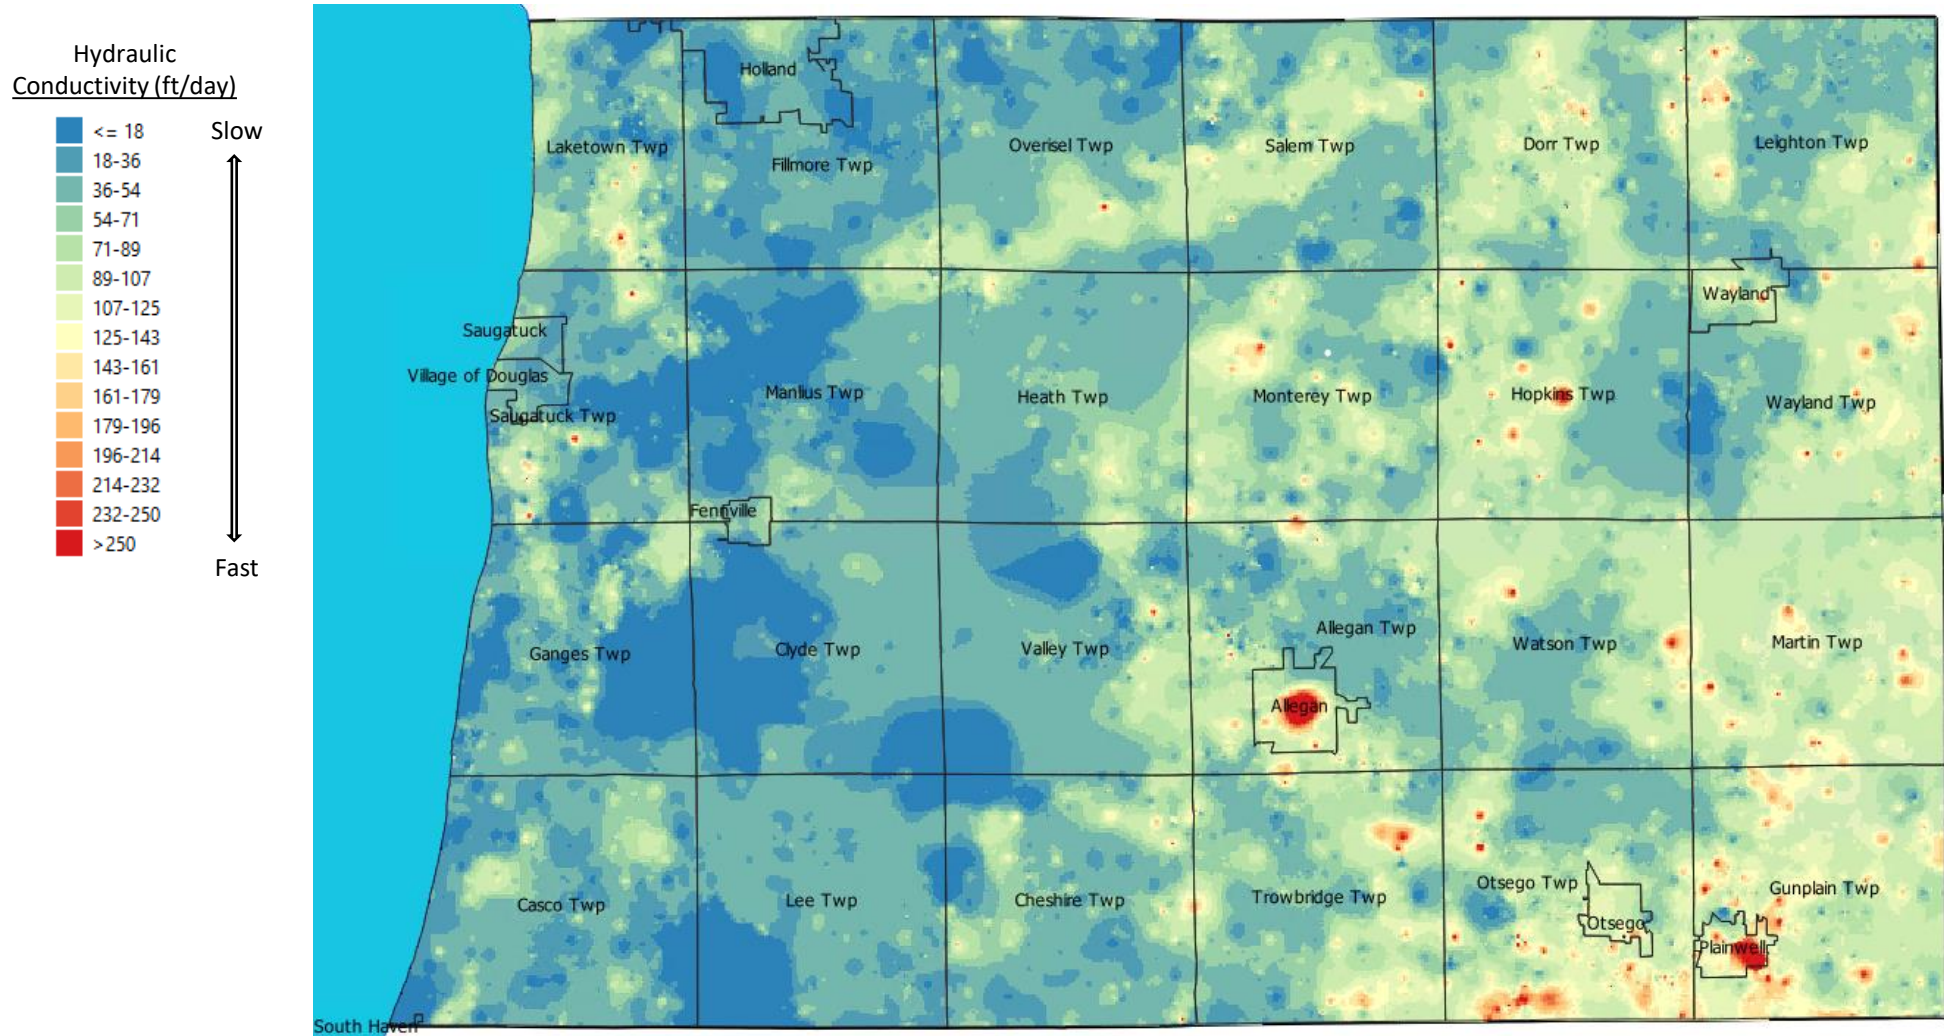 Hydraulic
Conductivity (ft/day)
<= 18
Slow
18-36
36-54
54-71
71-89
89-107
107-125
125-143
143-161
161-179
179-196
196-214
214-232
232-250
>250
Fast
Holland
Laketown Twp
Fillmore Twp
Overisel Twp
Salem Twp
Dorr Twp
Leighton Twp
Saugatuck
Village of Douglas
Saugatuck Twp
Manlius Twp
Heath Twp
Monterey Twp
Hopkins Twp
Wayland
Wayland Twp
Fennville
Ganges Twp
Clyde Twp
Valley Twp
Allegan Twp
Allegan
Watson Twp
Martin Twp
Casco Twp
Lee Twp
Cheshire Twp
Trowbridge Twp
Otsego Twp
Otsego
Gunplain Twp
Plainwell
South Haven